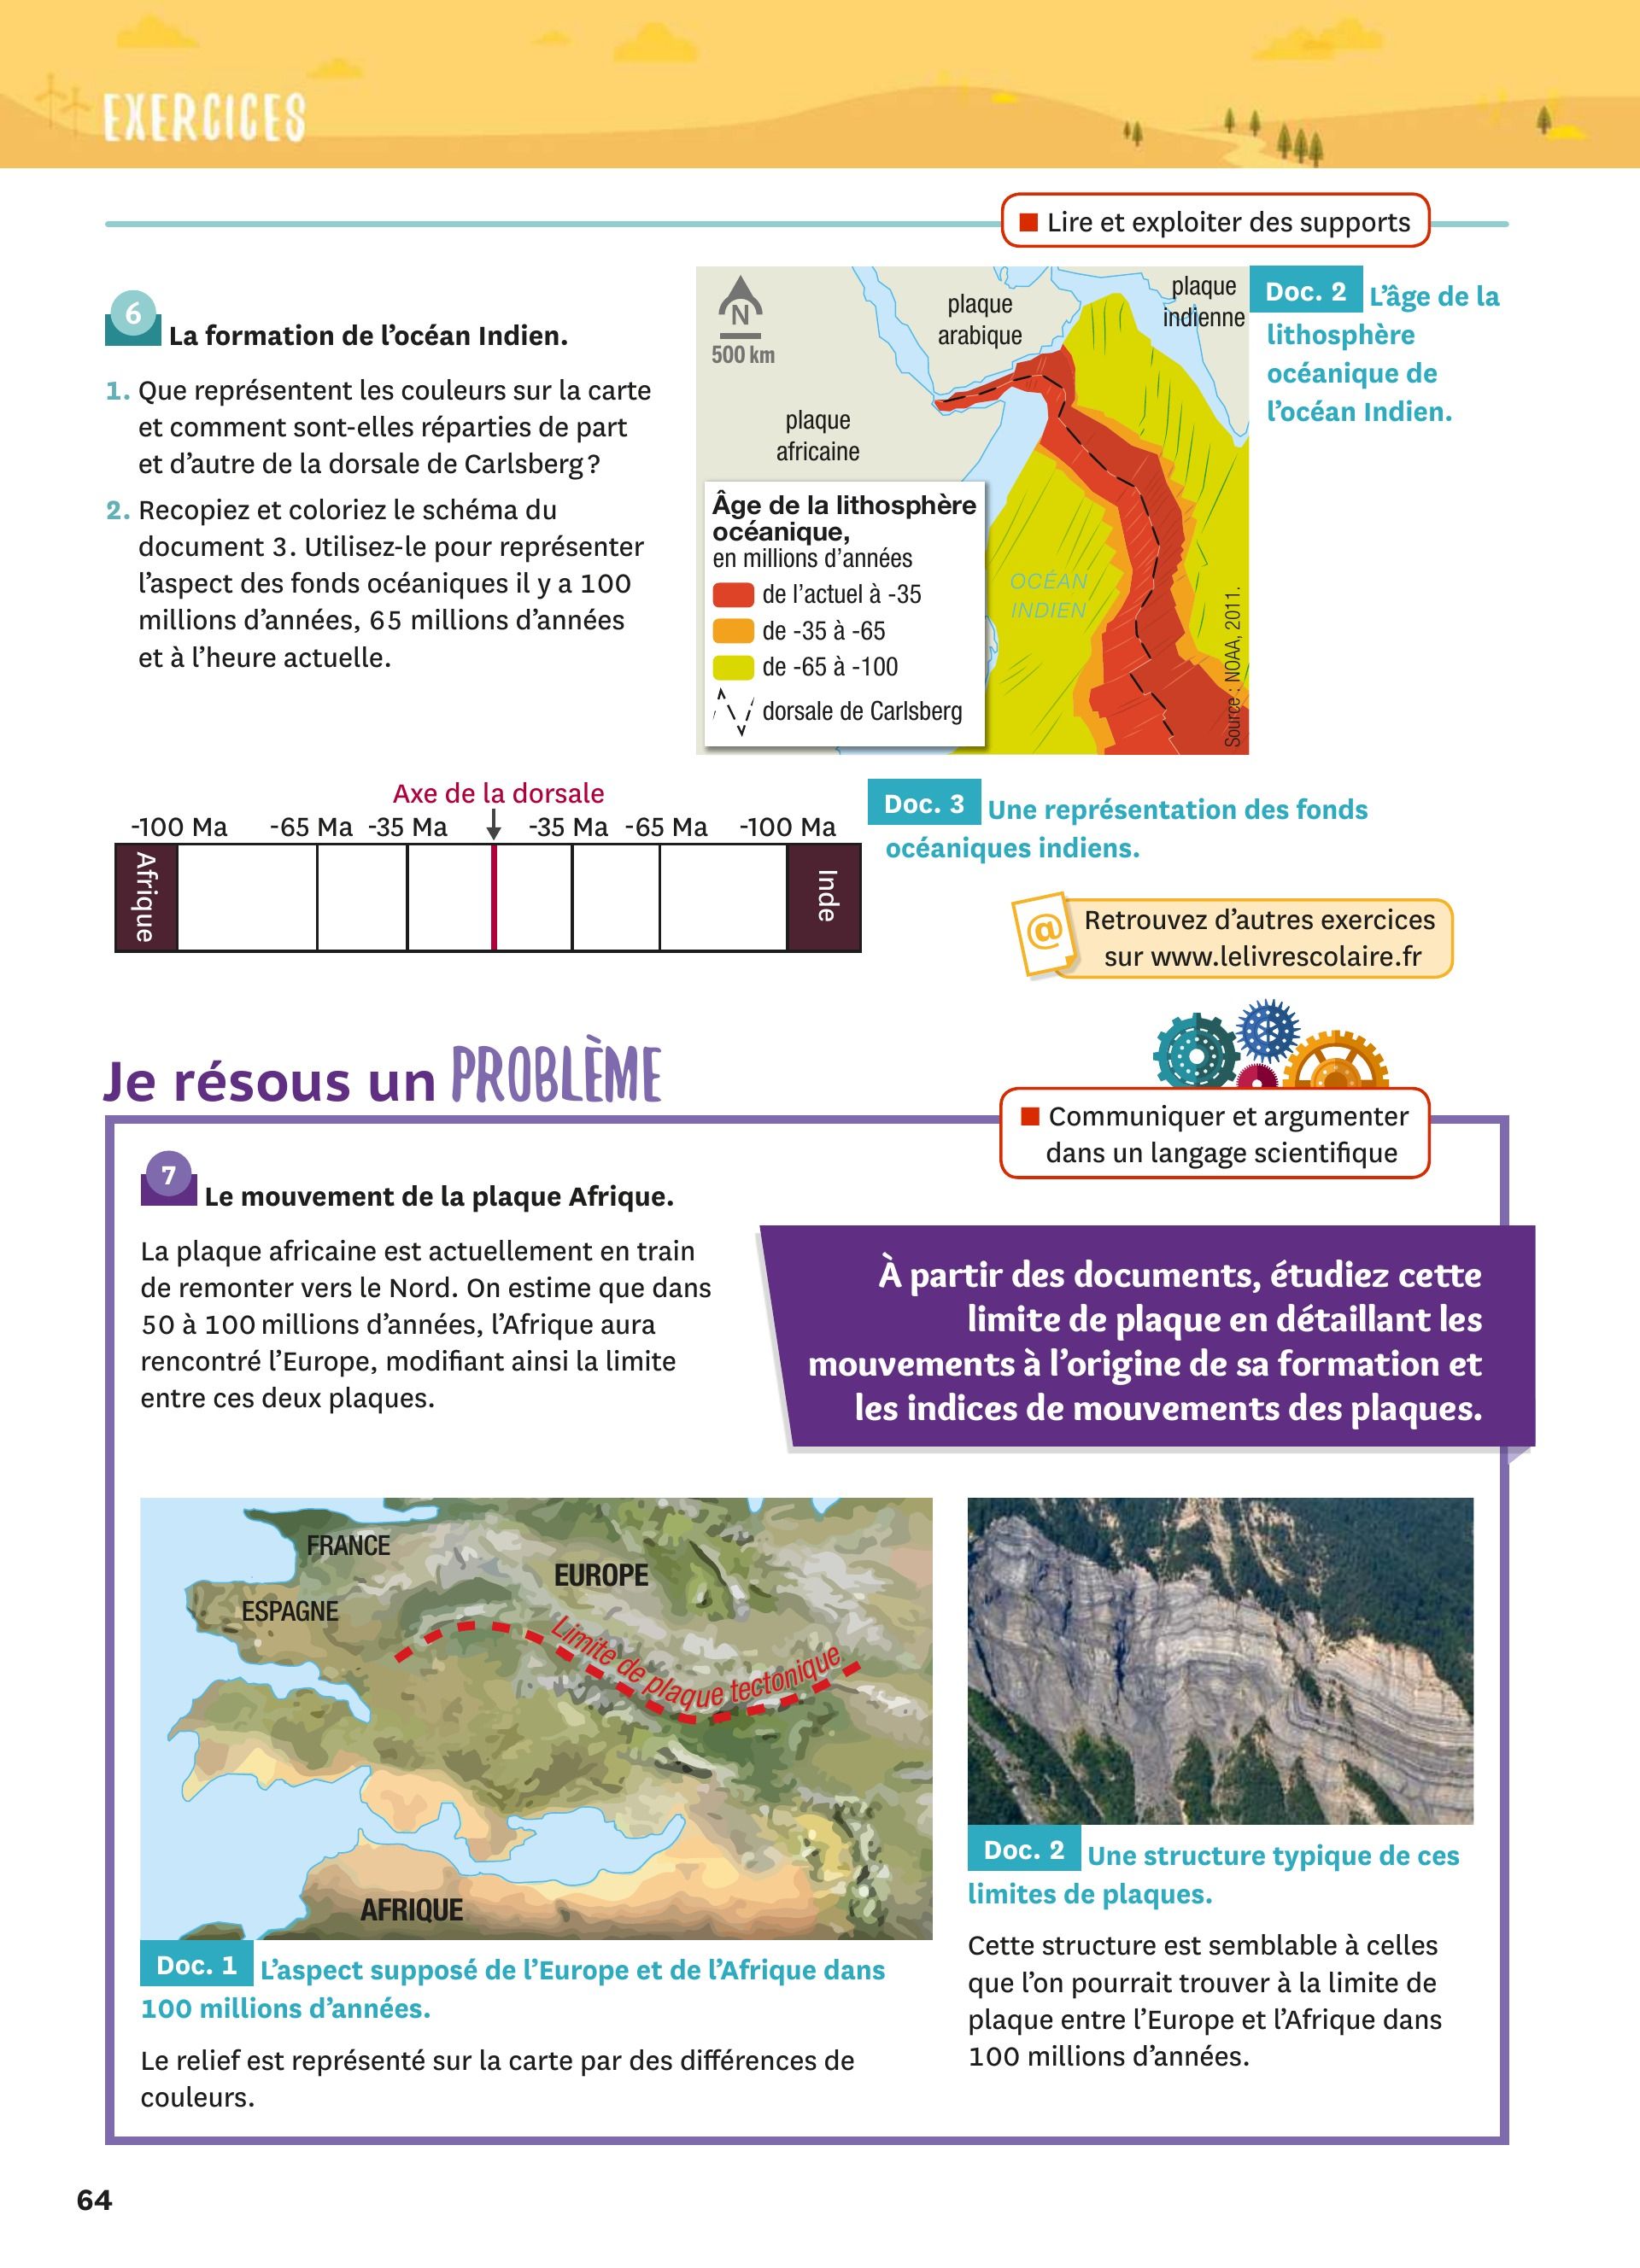 EXERCICES
■ Lire et exploiter des supports
6
La formation de l'océan Indien.
1. Que représentent les couleurs sur la carte
et comment sont-elles réparties de part
et d'autre de la dorsale de Carlsberg ?
2. Recopiez et coloriez le schéma du
document 3. Utilisez-le pour représenter
l'aspect des fonds océaniques il y a 100
millions d'années, 65 millions d'années
et à l'heure actuelle.
N
500 km
plaque
arabique
plaque
indienne
plaque
africaine
Âge de la lithosphère
océanique,
en millions d'années
de l'actuel à -35
de -35 à -65
de -65 à -100
dorsale de Carlsberg
OCÉAN
INDIEN
Source : NOAA, 2011.
Doc. 2 L'âge de la
lithosphère
océanique de
l'océan Indien.
Axe de la dorsale
-100 Ma -65 Ma -35 Ma -35 Ma -65 Ma -100 Ma
Afrique
Inde
Doc. 3 Une représentation des fonds
océaniques indiens.
@
Retrouvez d'autres exercices
sur www.lelivrescolaire.fr
Je résous un PROBLÈME
■ Communiquer et argumenter
dans un langage scientifique
7
Le mouvement de la plaque Afrique.
La plaque africaine est actuellement en train
de remonter vers le Nord. On estime que dans
50 à 100 millions d'années, l'Afrique aura
rencontré l'Europe, modifiant ainsi la limite
entre ces deux plaques.
À partir des documents, étudiez cette
limite de plaque en détaillant les
mouvements à l'origine de sa formation et
les indices de mouvements des plaques.
FRANCE
EUROPE
ESPAGNE
Limite de plaque tectonique
AFRIQUE
Doc. 1 L'aspect supposé de l'Europe et de l'Afrique dans
100 millions d'années.
Le relief est représenté sur la carte par des différences de
couleurs.
Doc. 2 Une structure typique de ces
limites de plaques.
Cette structure est semblable à celles
que l'on pourrait trouver à la limite de
plaque entre l'Europe et l'Afrique dans
100 millions d'années.
64